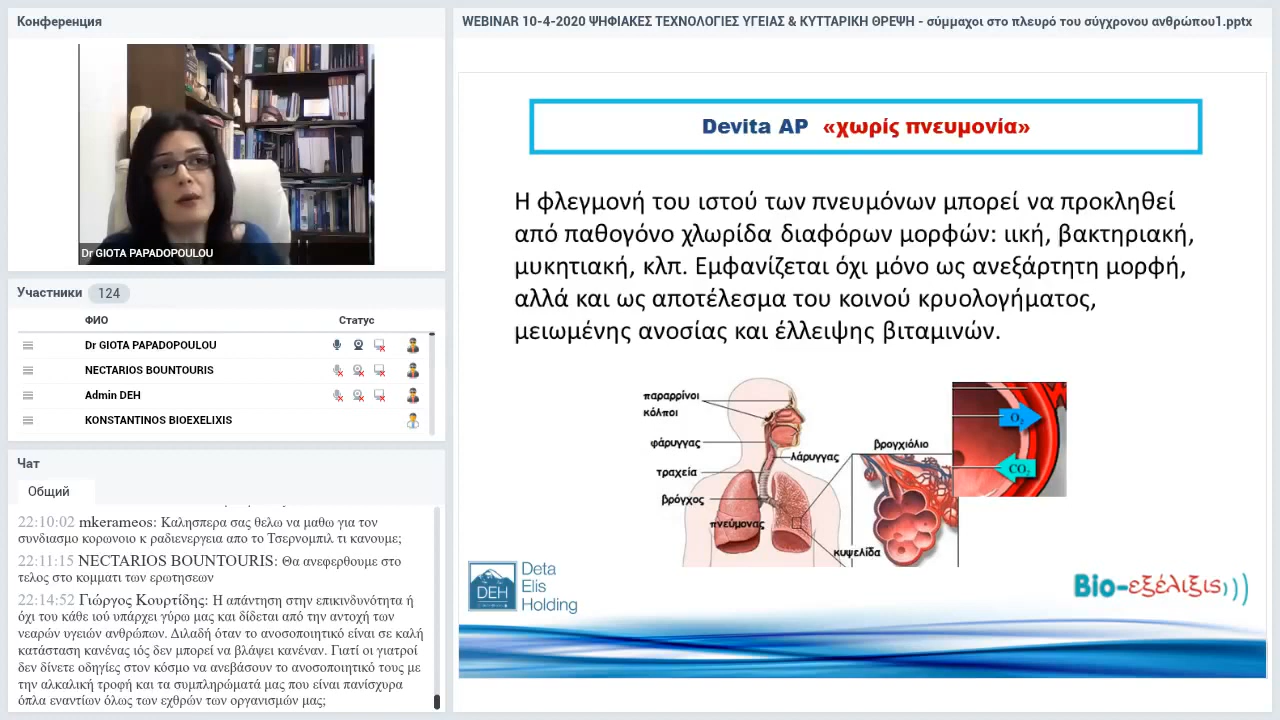 Конференция
Dr GIOTA PAPADOPOULOU
Участники 124
ФИО Статус
Dr GIOTA PAPADOPOULOU
NECTARIOS BOUNTOURIS
Admin DEH
KONSTANTINOS BIOEXELIXIS
Чат
Общий
22:10:02 mkerameos: Καλησπερα σας θελω να μαθω για τον
συνδιασμο κορωνοιο κ ραδιενεργεια απο το Τσερνομπιλ τι κανουμε;
22:11:15 NECTARIOS BOUNTOURIS: Θα ανεφερθουμε στο
τελος στο κομματι των ερωτησεων
22:14:52 Γιώργος Κουρτίδης: Η απάντηση στην επικινδυνότητα ή
όχι του κάθε ιού υπάρχει γύρω μας και δίδεται από την αντοχή των
νεαρών υγειών ανθρώπων. Διλαδή όταν το ανοσοποιητικό είναι σε καλή
κατάσταση κανένας ιός δεν μπορεί να βλάψει κανέναν. Γιατί οι γιατροί
δεν δίνετε οδηγίες στον κόσμο να ανεβάσουν το ανοσοποιητικό τους με
την αλκαλική τροφή και τα συμπληρώματά μας που είναι πανίσχυρα
όπλα εναντίων όλως των εχθρών των οργανισμών μας;
WEBINAR 10-4-2020 ΨΗΦΙΑΚΕΣ ΤΕΧΝΟΛΟΓΙΕΣ ΥΓΕΙΑΣ & ΚΥΤΤΑΡΙΚΗ ΘΡΕΨΗ - σύμμαχοι στο πλευρό του σύγχρονου ανθρώπου1.pptx
Devita AP «χωρίς πνευμονία»
Η φλεγμονή του ιστού των πνευμόνων μπορεί να προκληθεί
από παθογόνο χλωρίδα διαφόρων μορφών: ιική, βακτηριακή,
μυκητιακή, κλπ. Εμφανίζεται όχι μόνο ως ανεξάρτητη μορφή,
αλλά και ως αποτέλεσμα του κοινού κρυολογήματος,
μειωμένης ανοσίας και έλλειψης βιταμινών.
παραρρίνοι
κόλποι
φάρυγγας
λάρυγγας
τραχεία
βρόγχος
πνεύμονας
βρογχιόλιο
κυψελίδα
O2
CO2
DEH
Deta
Elis
Holding
Bio-εξέλιξις